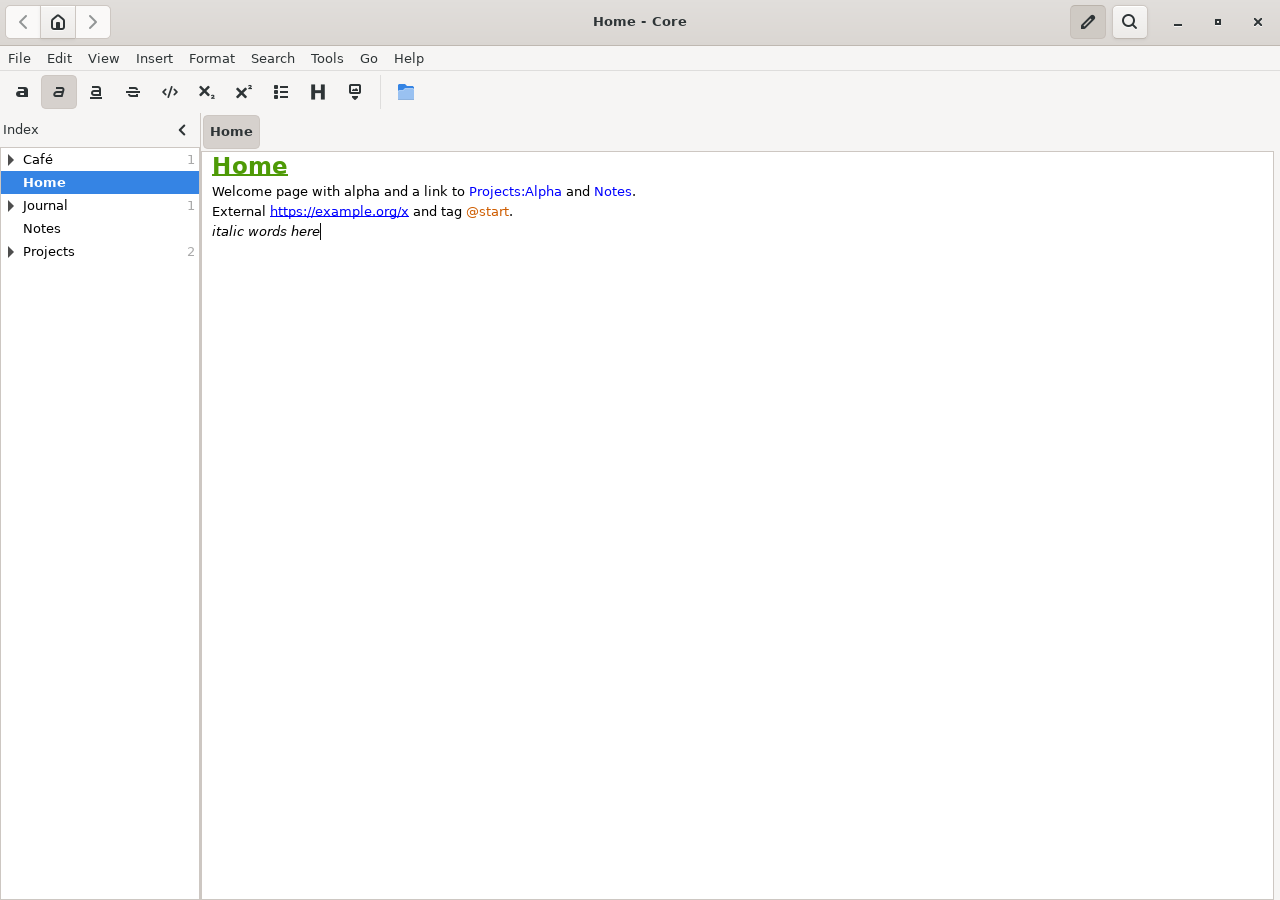 Home - Core
File Edit View Insert Format Search Tools Go Help
a a a S </> X₂ X² H
Index
Home
Café 1
Home
Journal 1
Notes
Projects 2
Home
Welcome page with alpha and a link to Projects:Alpha and Notes.
External https://example.org/x and tag @start.
italic words here